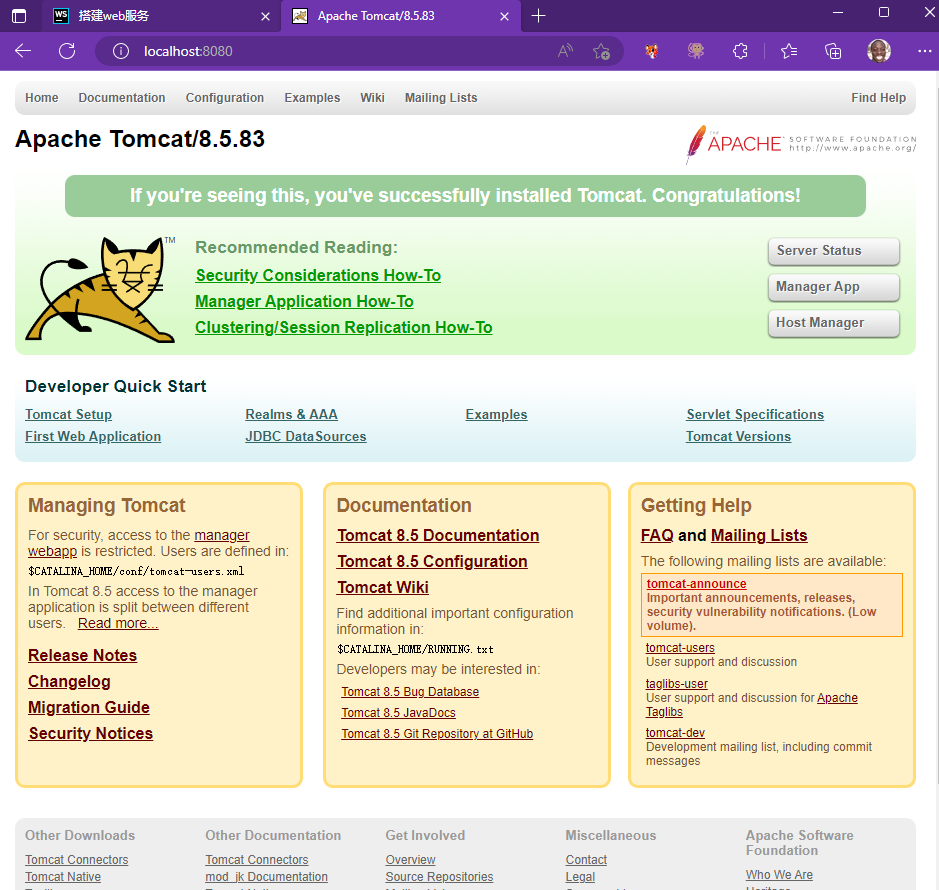 WS
搭建web服务
Apache Tomcat/8.5.83
localhost:8080
Home Documentation Configuration Examples Wiki Mailing Lists Find Help
Apache Tomcat/8.5.83
THE APACHE SOFTWARE FOUNDATION
http://www.apache.org/
If you're seeing this, you've successfully installed Tomcat. Congratulations!
TM
Recommended Reading:
Security Considerations How-To
Manager Application How-To
Clustering/Session Replication How-To
Server Status
Manager App
Host Manager
Developer Quick Start
Tomcat Setup
First Web Application
Realms & AAA
JDBC DataSources
Examples
Servlet Specifications
Tomcat Versions
Managing Tomcat
For security, access to the manager
webapp is restricted. Users are defined in:
$CATALINA_HOME/conf/tomcat-users.xml
In Tomcat 8.5 access to the manager
application is split between different
users. Read more...
Release Notes
Changelog
Migration Guide
Security Notices
Documentation
Tomcat 8.5 Documentation
Tomcat 8.5 Configuration
Tomcat Wiki
Find additional important configuration
information in:
$CATALINA_HOME/RUNNING.txt
Developers may be interested in:
Tomcat 8.5 Bug Database
Tomcat 8.5 JavaDocs
Tomcat 8.5 Git Repository at GitHub
Getting Help
FAQ and Mailing Lists
The following mailing lists are available:
tomcat-announce
Important announcements, releases,
security vulnerability notifications. (Low
volume).
tomcat-users
User support and discussion
taglibs-user
User support and discussion for Apache
Taglibs
tomcat-dev
Development mailing list, including commit
messages
Other Downloads
Tomcat Connectors
Tomcat Native
Other Documentation
Tomcat Connectors
mod_jk Documentation
Get Involved
Overview
Source Repositories
Miscellaneous
Contact
Legal
Apache Software
Foundation
Who We Are